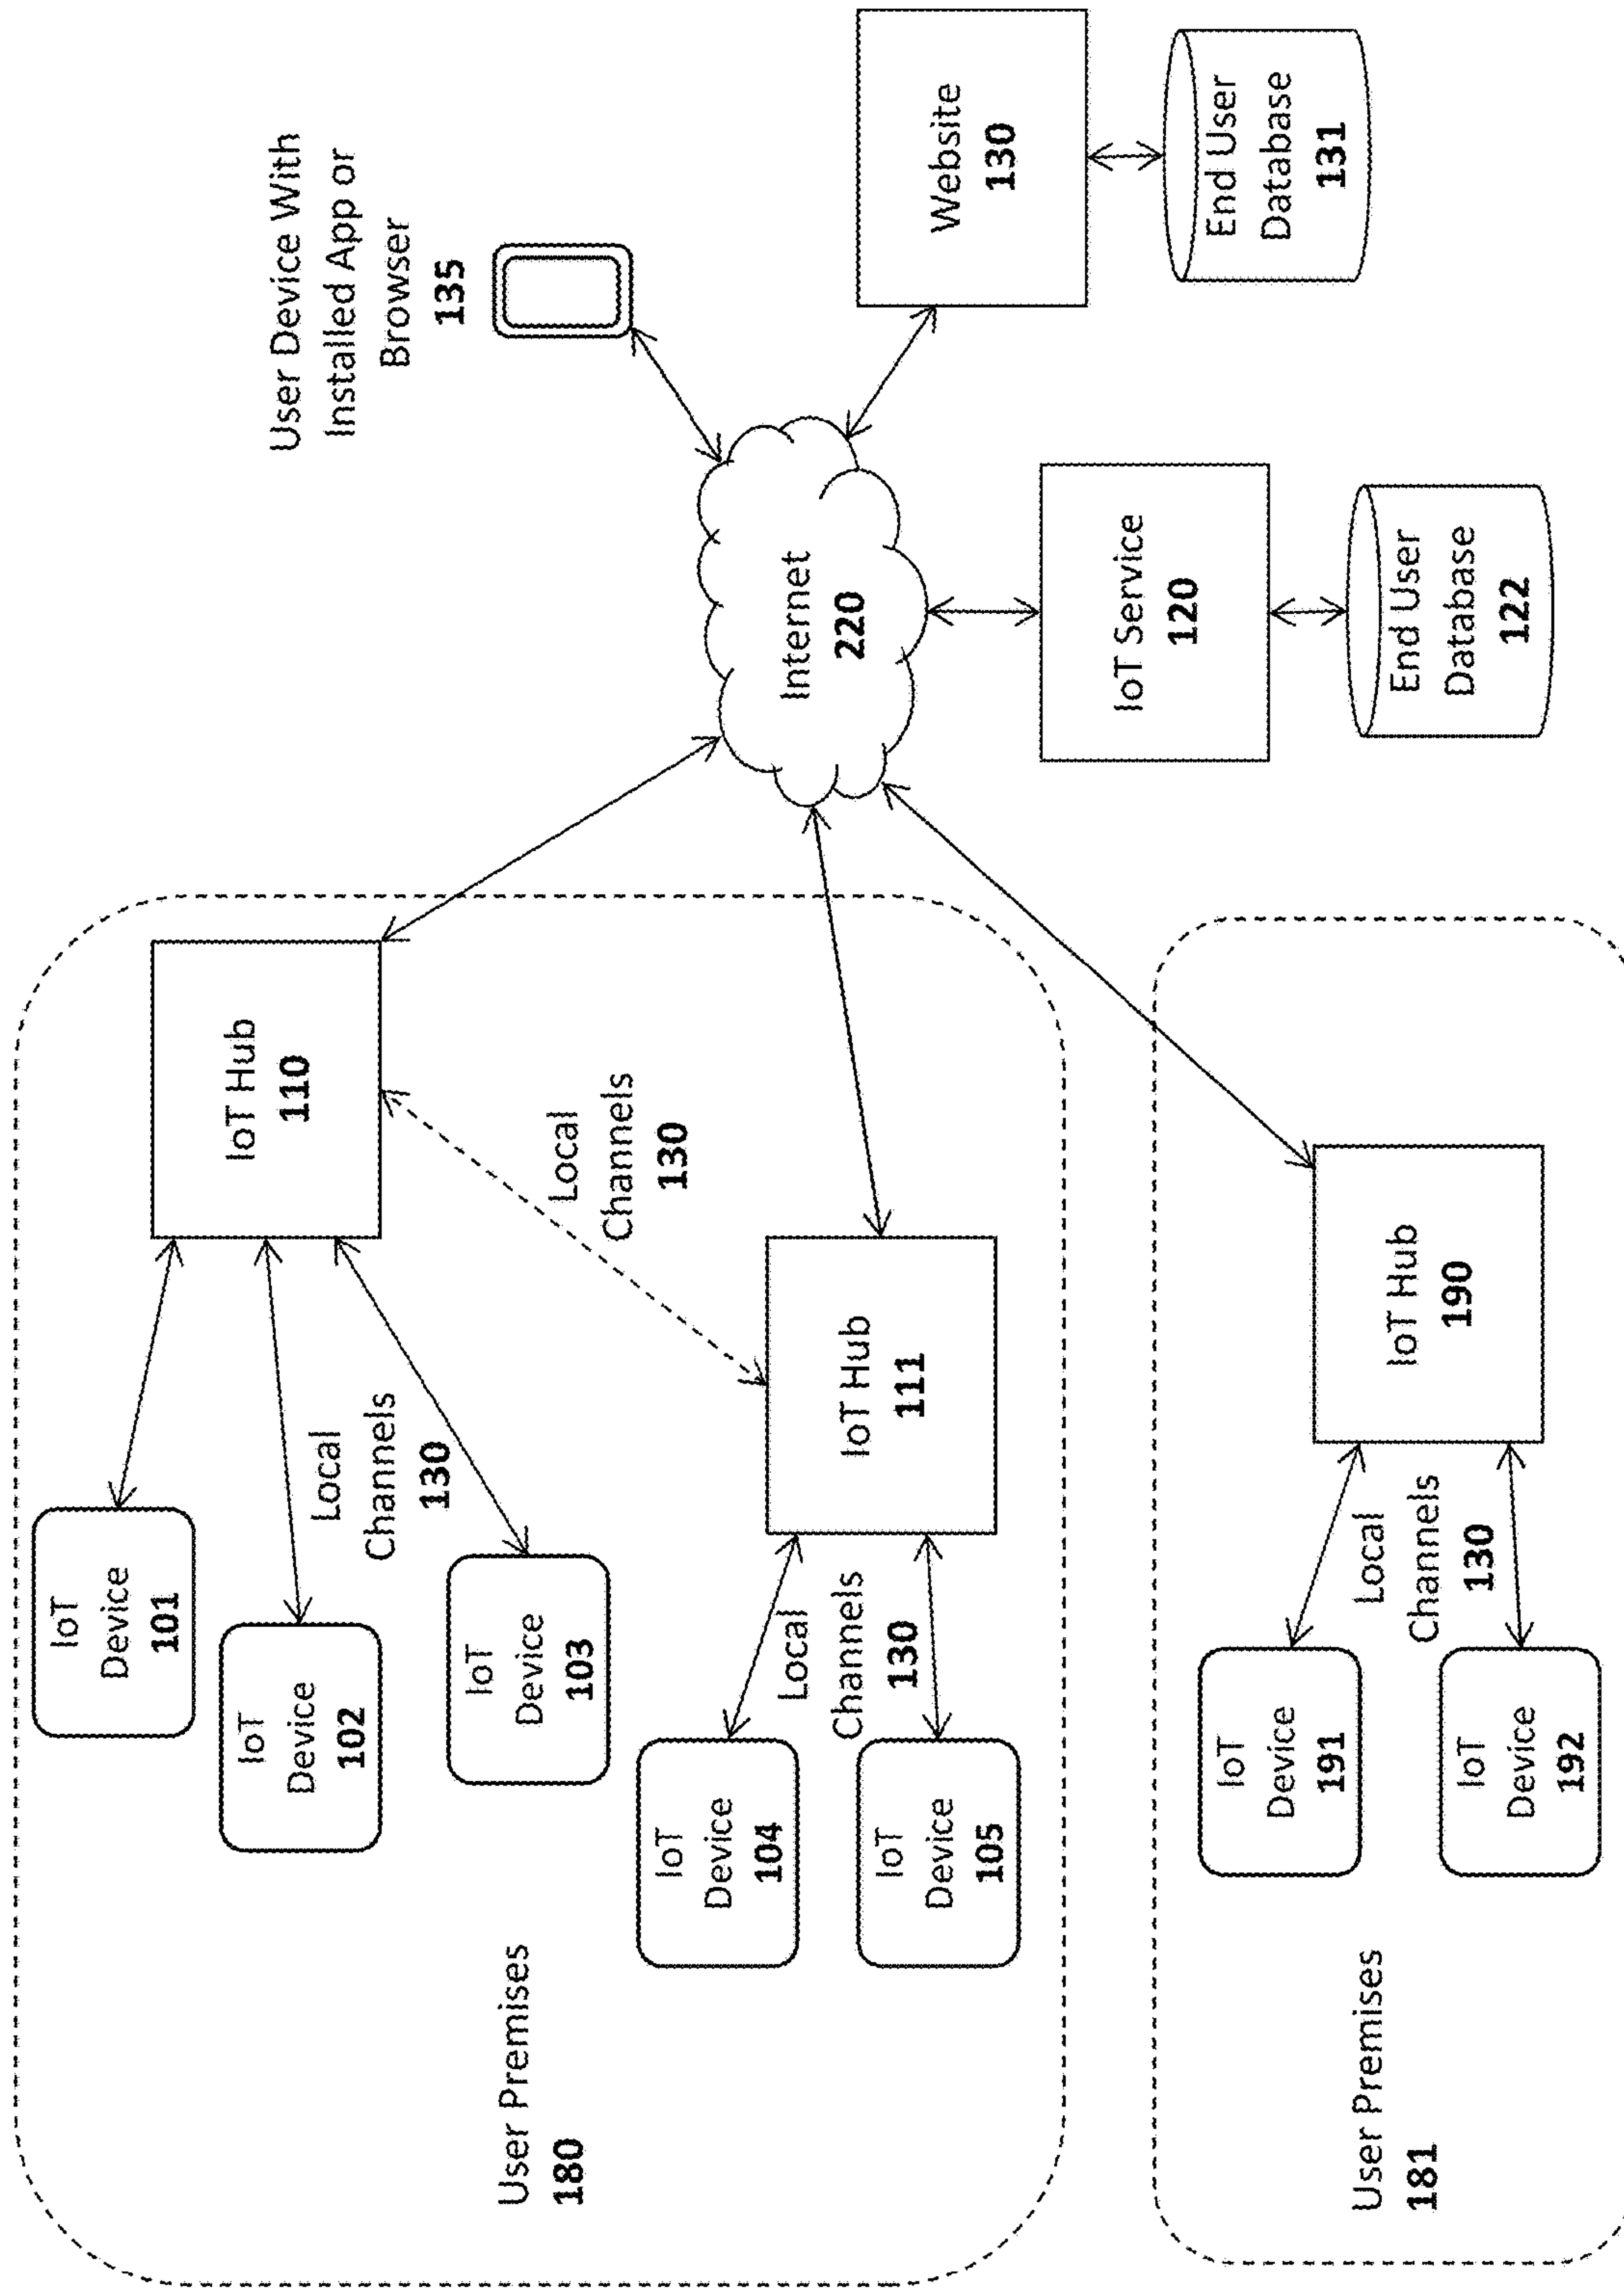 IoT
Device
101
IoT
Device
102
IoT
Device
103
Local
Channels
130
IoT Hub
110
Local
Channels
130
User Premises
180
IoT
Device
104
IoT
Device
105
Local
Channels
130
IoT Hub
111
User Premises
181
IoT
Device
191
IoT
Device
192
Local
Channels
130
IoT Hub
190
Internet
220
User Device With
Installed App or
Browser
135
IoT Service
120
End User
Database
122
Website
130
End User
Database
131